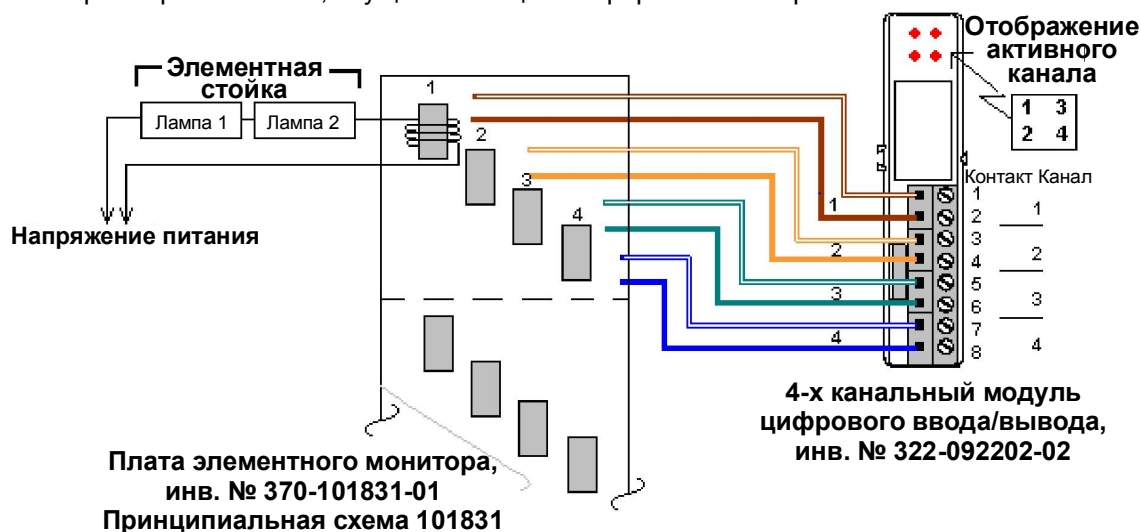 Отображение
активного
канала
Элементная
стойка
Лампа 1
Лампа 2
1
2
3
4
1 3
2 4
Контакт Канал
1
2
3
4
5
6
7
8
1
2
3
4
1
2
3
4
Напряжение питания
4-х канальный модуль
цифрового ввода/вывода,
инв. № 322-092202-02
Плата элементного монитора,
инв. № 370-101831-01
Принципиальная схема 101831